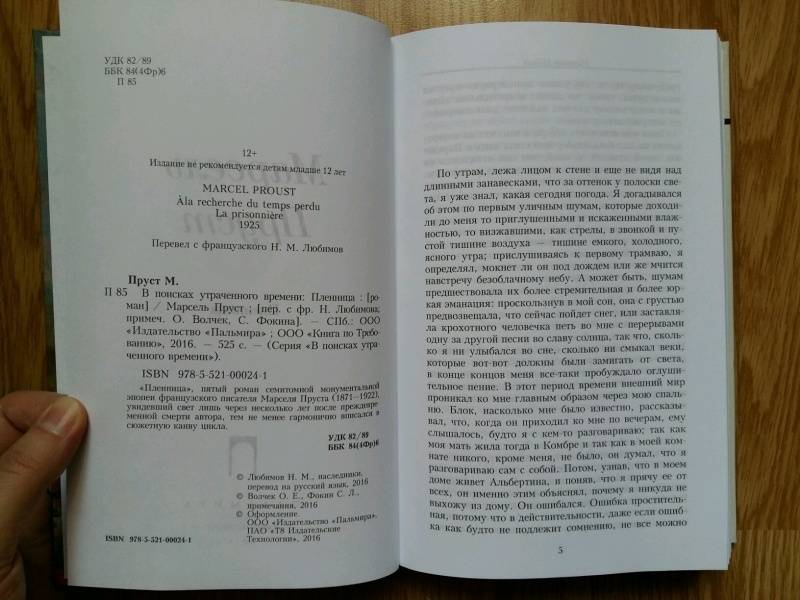 УДК 82/89
ББК 84(4Фр)6
П 85
12+
Издание не рекомендуется детям младше 12 лет
MARCEL PROUST
Àla recherche du temps perdu
La prisonnière
1925
Перевел с французского Н. М. Любимов
Пруст М.
П 85 В поисках утраченного времени: Пленница : [ро-
ман] / Марсель Пруст ; [пер. с фр. Н. Любимова;
примеч. О. Волчек, С. Фокина]. — СПб.: ООО
«Издательство «Пальмира» ; ООО «Книга по Требо-
ванию», 2016. — 525 с. — (Серия «В поисках утра-
ченного времени»).
ISBN 978-5-521-00024-1
«Пленница», пятый роман семитомной монументальной
эпопеи французского писателя Марселя Пруста (1871—1922),
увидевший свет лишь через несколько лет после преждевре-
менной смерти автора, тем не менее гармонично вписался в
сюжетную канву цикла.
УДК 82/89
ББК 84(4Фр)6
© Любимов Н. М., наследники,
перевод на русский язык, 2016
© Волчек О. Е., Фокин С. Л.,
примечания, 2016
© Оформление.
ООО «Издательство «Пальмира»,
ПАО «Т8 Издательские
Технологии», 2016
ISBN 978-5-521-00024-1
По утрам, лежа лицом к стене и еще не видя над
длинными занавесками, что за оттенок у полоски све-
та, я уже знал, какая сегодня погода. Я догадывался
об этом по первым уличным шумам, которые доходи-
ли до меня то приглушенными и искаженными влаж-
ностью, то визжавшими, как стрелы, в звонкой и пу-
стой тишине воздуха — тишине емкого, холодного,
ясного утра; прислушиваясь к первому трамваю, я
определял, мокнет ли он под дождем или же мчится
навстречу безоблачному небу. А может быть, шумам
предшествовала их более стремительная и более юр-
кая эманация: проскользнув в мой сон, она с грустью
предвозвещала, что сейчас пойдет снег, или заставля-
ла крохотного человечка петь во мне с перерывами
одну за другой песни во славу солнца, так что, сколь-
ко я ни улыбался во сне, сколько ни смыкал веки,
которые вот-вот должны были замигать от света,
в конце концов меня все-таки пробуждало оглуши-
тельное пение. В этот период времени внешний мир
проникал ко мне главным образом через мою спаль-
ню. Блок, насколько мне было известно, рассказы-
вал, что, когда он приходил ко мне по вечерам, ему
слышалось, будто я с кем-то разговариваю; так как
моя мать жила тогда в Комбре и так как в моей ком-
нате никого, кроме меня, не было, он думал, что я
разговариваю сам с собой. Потом, узнав, что в моем
доме живет Альбертина, и поняв, что я прячу ее от
всех, он именно этим объяснял, почему я никуда не
выхожу из дому. Он ошибался. Ошибка проститель-
ная, потому что в действительности, даже если ошиб-
ка как будто не подлежит сомнению, не все можно
5